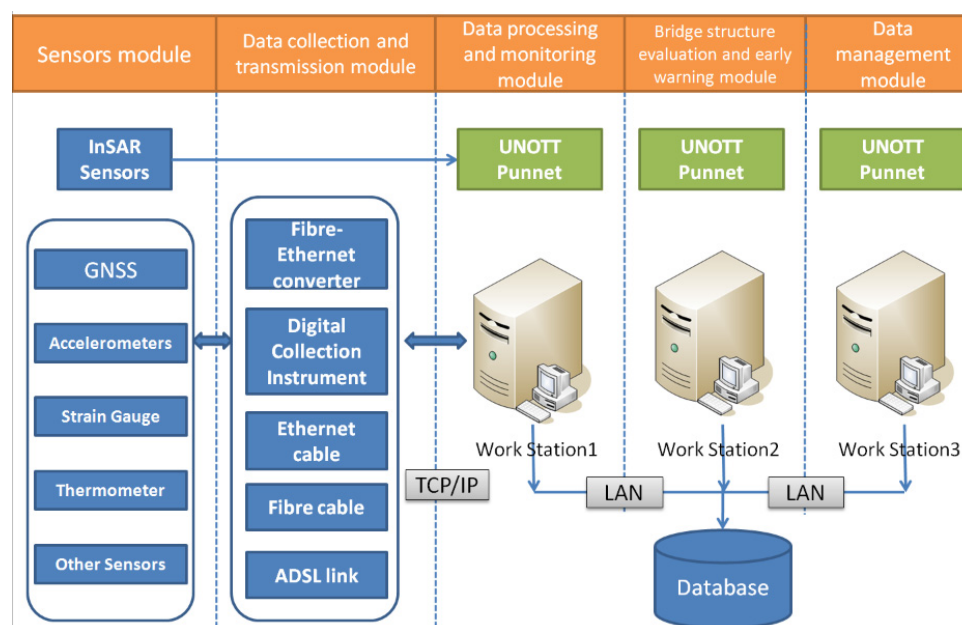 Sensors module
Data collection and
transmission module
Data processing
and monitoring
module
Bridge structure
evaluation and early
warning module
Data
management
module
InSAR
Sensors
UNOTT
Punnet
UNOTT
Punnet
UNOTT
Punnet
GNSS
Accelerometers
Strain Gauge
Thermometer
Other Sensors
Fibre-
Ethernet
converter
Digital
Collection
Instrument
Ethernet
cable
Fibre cable
ADSL link
TCP/IP
Work Station1
Work Station2
Work Station3
LAN
LAN
Database